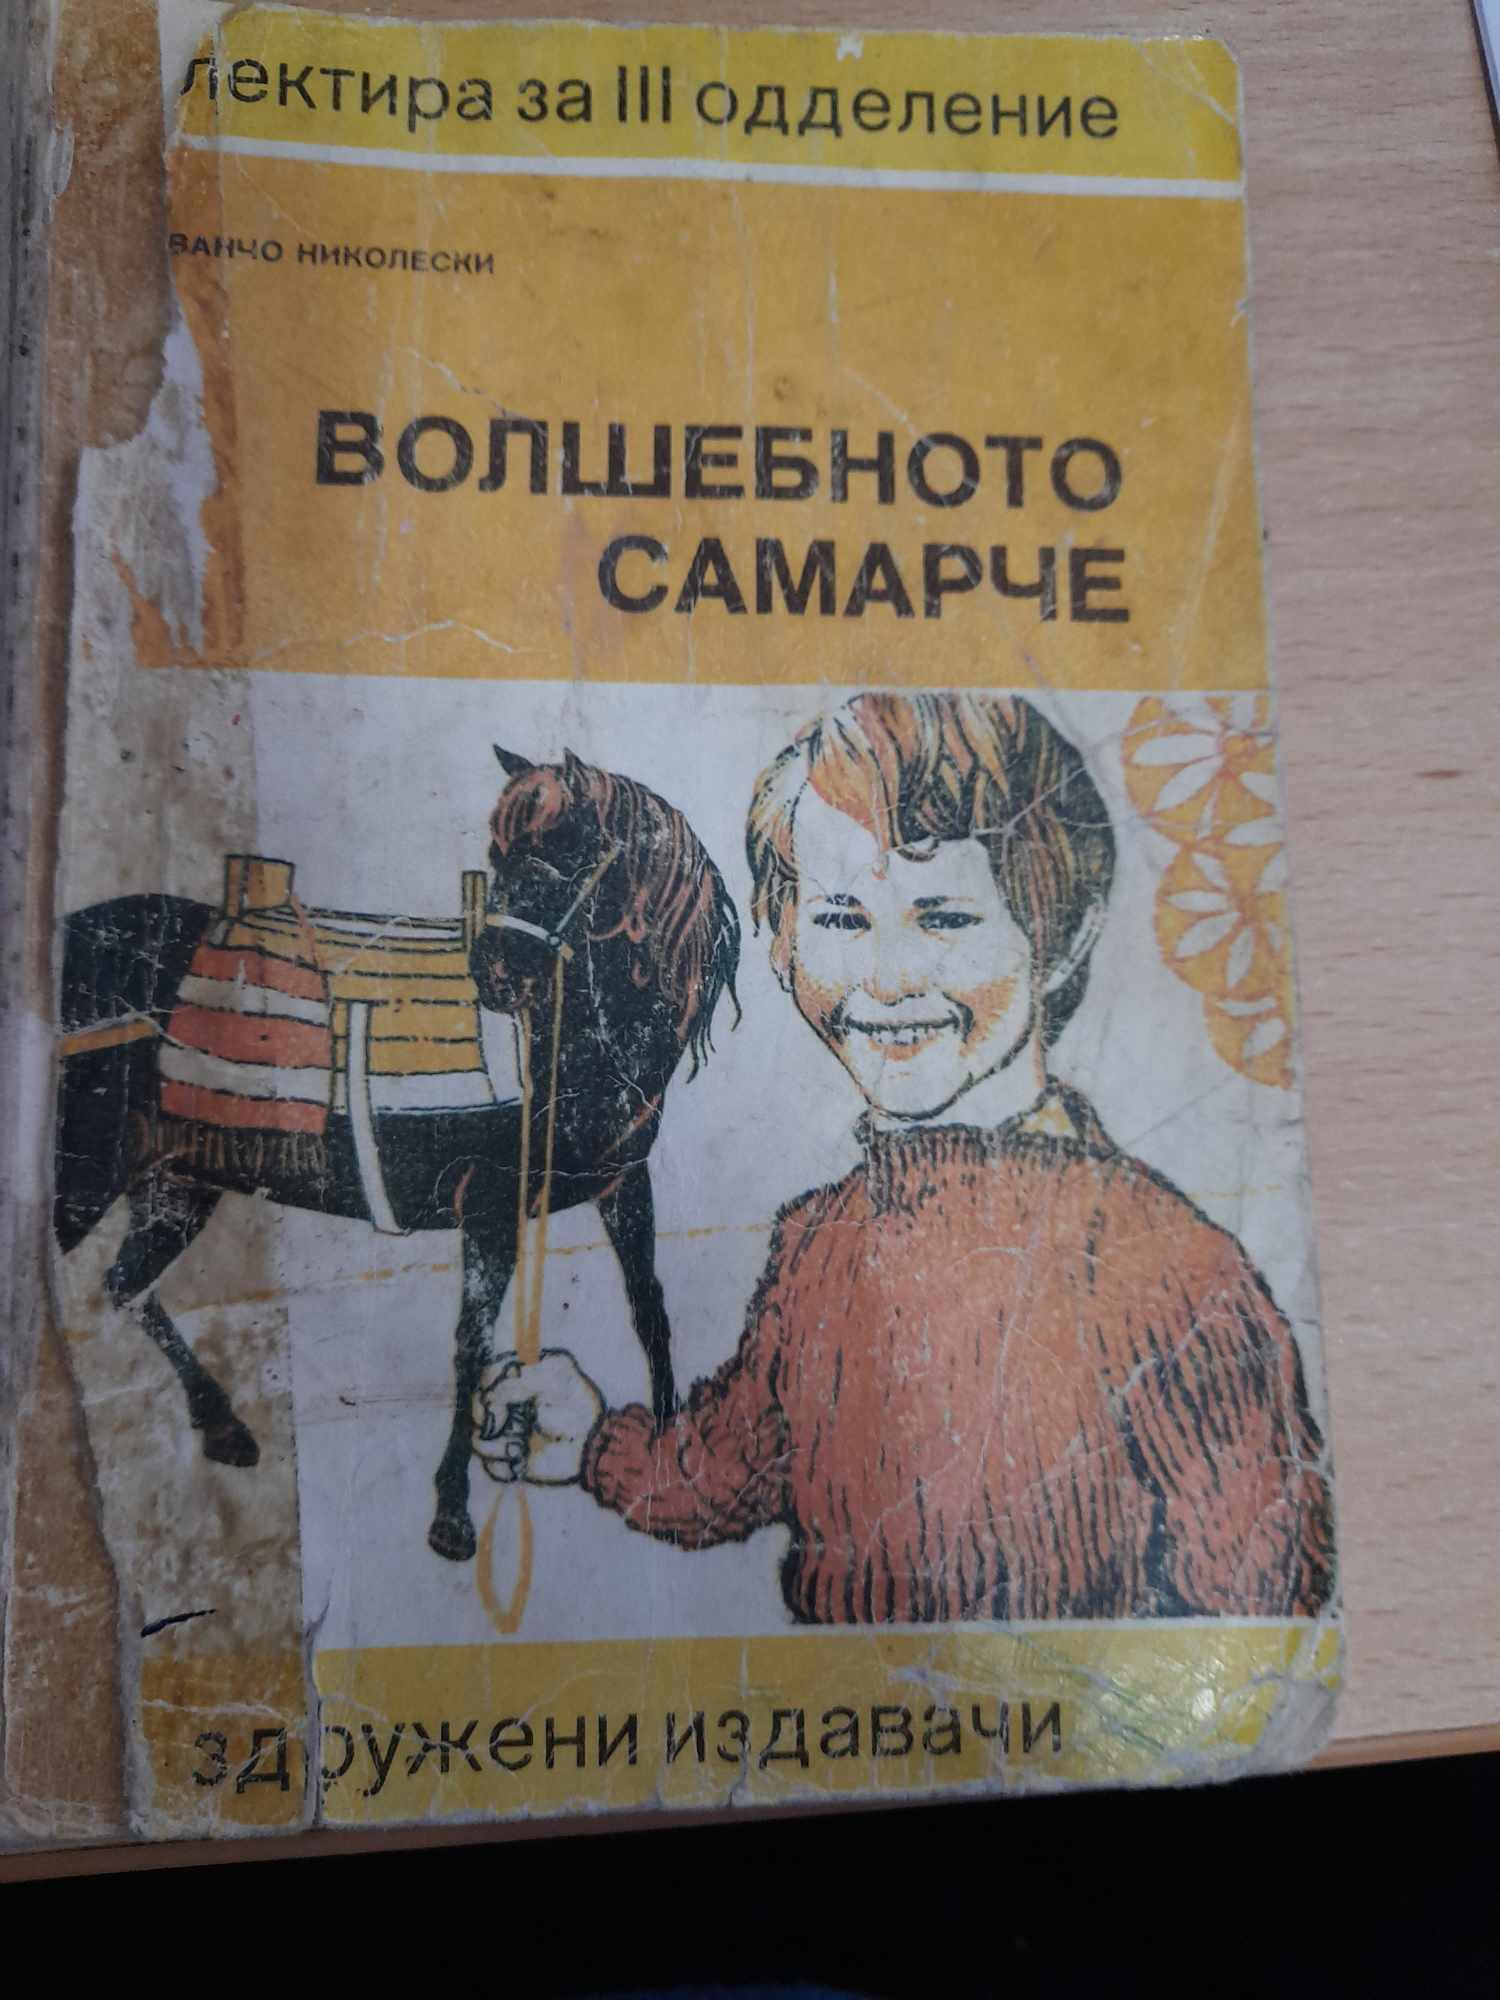 лектира за III одделение
ВАНЧО НИКОЛЕСКИ
ВОЛШЕБНОТО
САМАРЧЕ
здружени издавачи